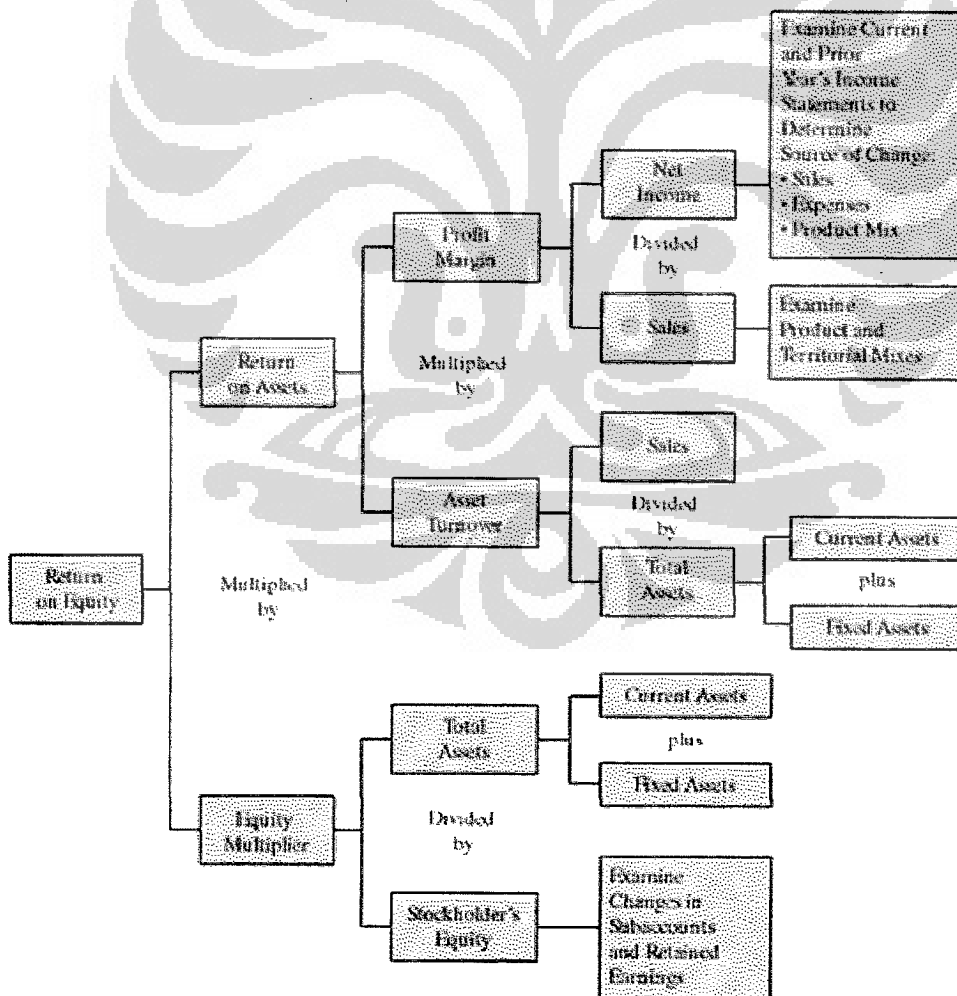 Examine Current
and Prior
Year's Income
Statements to
Determine
Source of Change:
• Sales
• Expenses
• Product Mix
Net
Income
Divided
by
Sales
Examine
Product and
Territorial Mixes
Profit
Margin
Multiplied
by
Return
on Assets
Asset
Turnover
Sales
Divided
by
Total
Assets
Current Assets
plus
Fixed Assets
Return
on Equity
Multiplied
by
Total
Assets
Current Assets
plus
Fixed Assets
Equity
Multiplier
Divided
by
Stockholder's
Equity
Examine
Changes in
Subaccounts
and Retained
Earnings